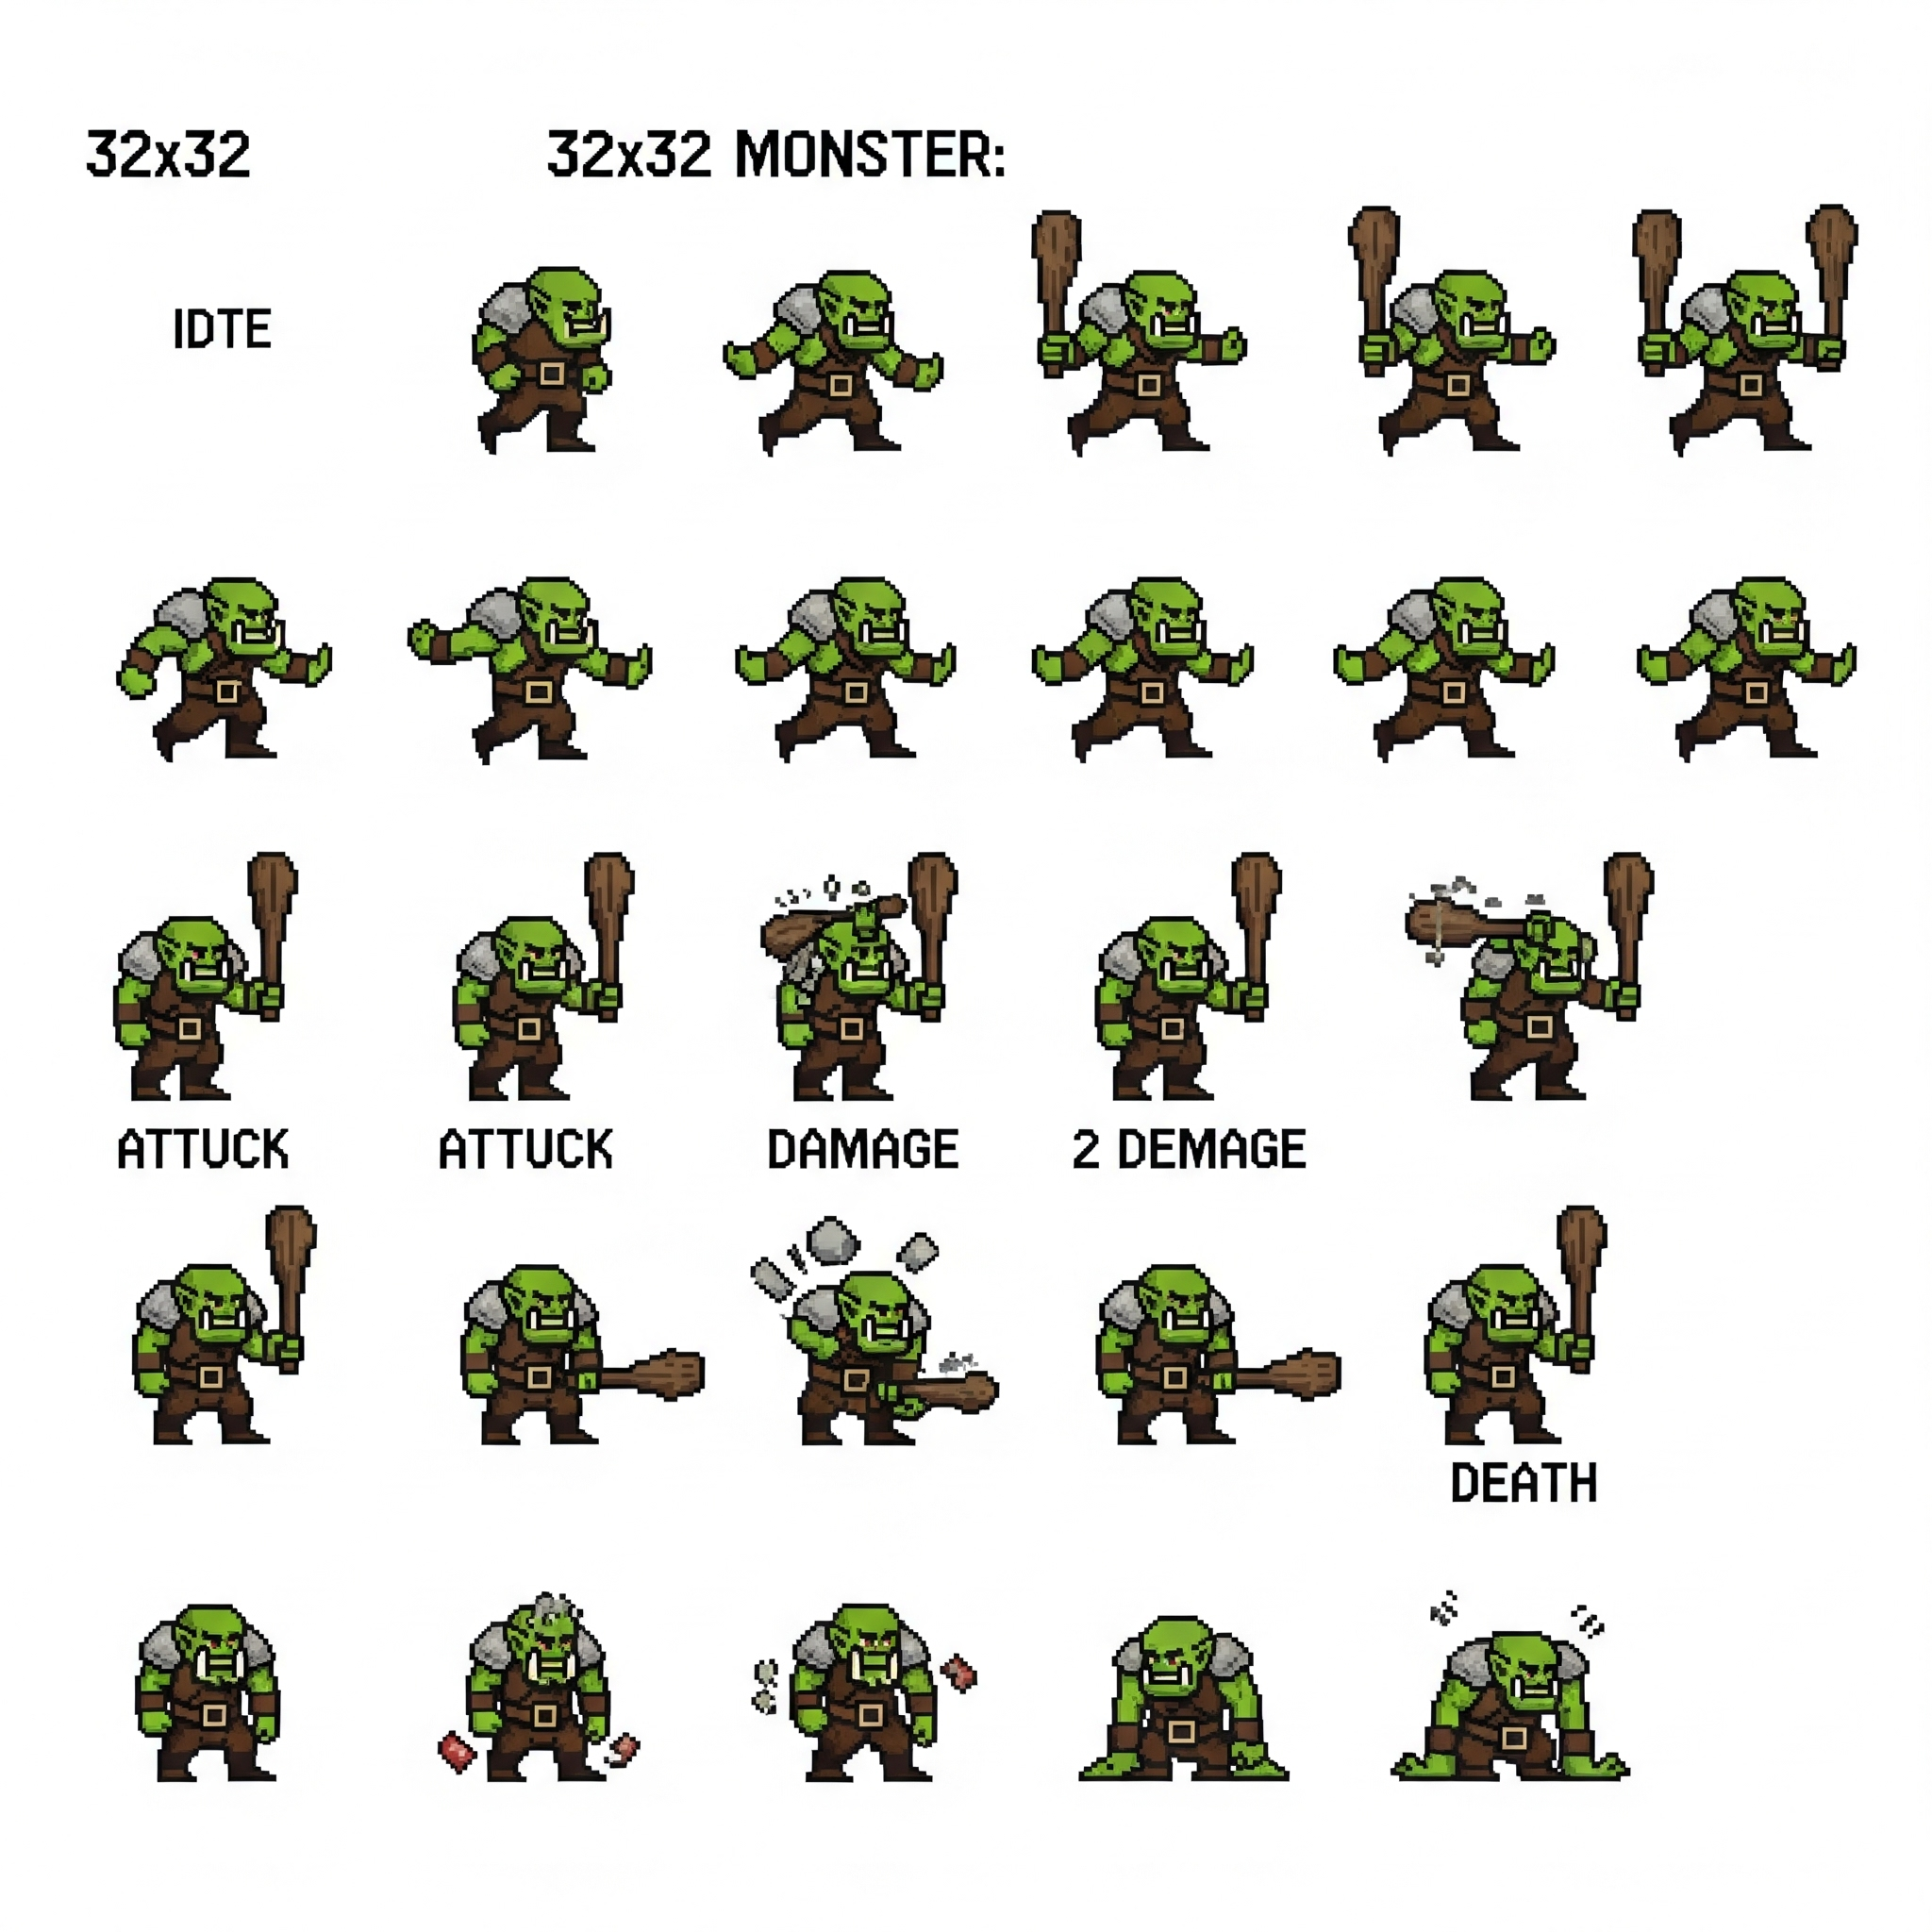 32x32
32x32 MONSTER:
IDTE
ATTUCK
ATTUCK
DAMAGE
2 DEMAGE
DEATH